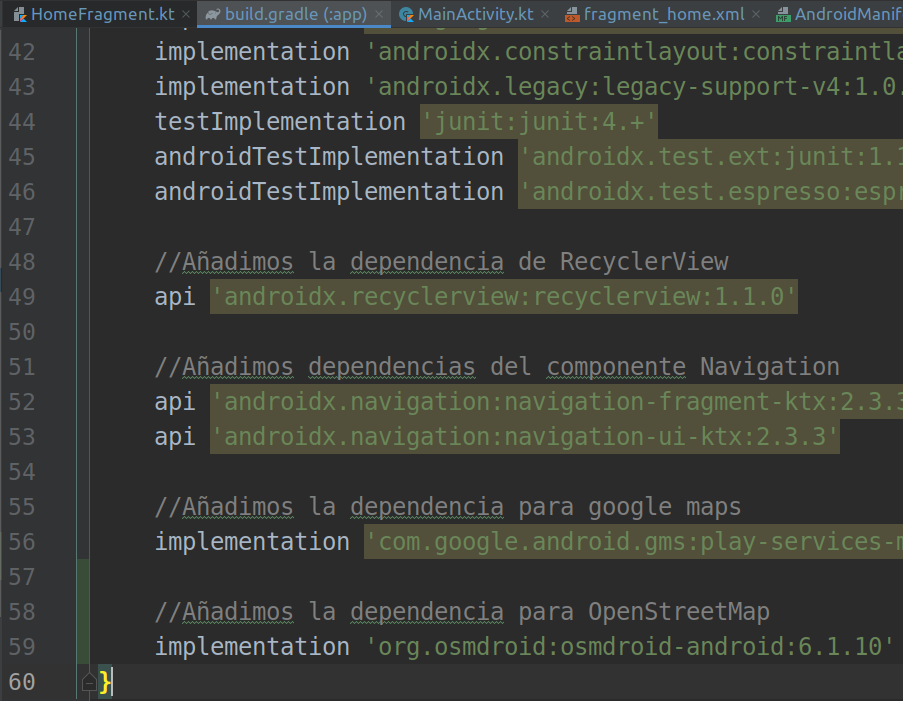 HomeFragment.kt × build.gradle (:app) × MainActivity.kt × fragment_home.xml × AndroidManif
42 implementation 'androidx.constraintlayout:constraintla
43 implementation 'androidx.legacy:legacy-support-v4:1.0.
44 testImplementation 'junit:junit:4.+'
45 androidTestImplementation 'androidx.test.ext:junit:1.1
46 androidTestImplementation 'androidx.test.espresso:espr
47
48 //Añadimos la dependencia de RecyclerView
49 api 'androidx.recyclerview:recyclerview:1.1.0'
50
51 //Añadimos dependencias del componente Navigation
52 api 'androidx.navigation:navigation-fragment-ktx:2.3.3
53 api 'androidx.navigation:navigation-ui-ktx:2.3.3'
54
55 //Añadimos la dependencia para google maps
56 implementation 'com.google.android.gms:play-services-m
57
58 //Añadimos la dependencia para OpenStreetMap
59 implementation 'org.osmdroid:osmdroid-android:6.1.10'
60 }